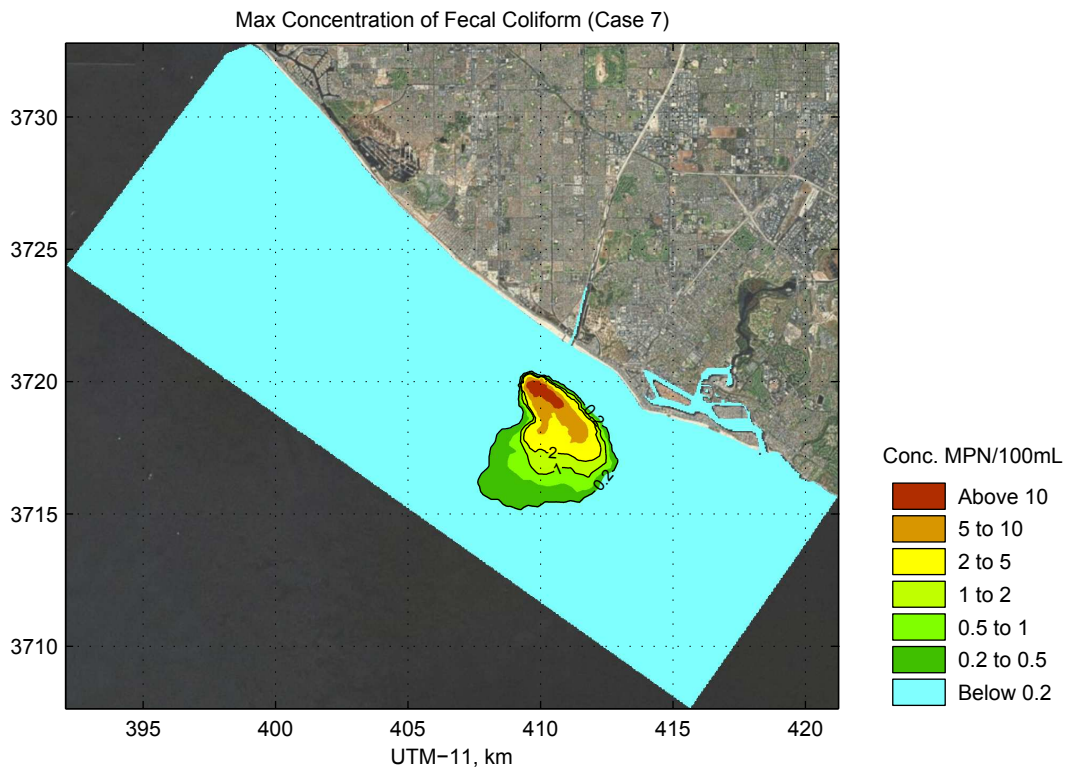 Max Concentration of Fecal Coliform (Case 7)
3730
3725
3720
3715
3710
395
400
405
410
415
420
UTM−11, km
0.2
2
1
0.2
Conc. MPN/100mL
Above 10
5 to 10
2 to 5
1 to 2
0.5 to 1
0.2 to 0.5
Below 0.2